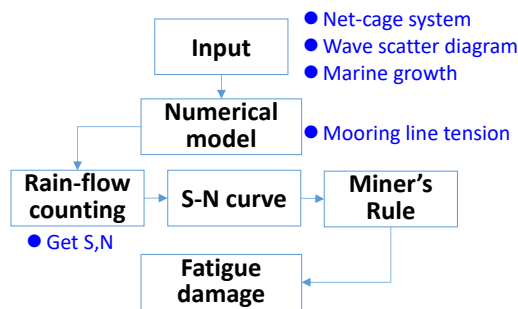 Input
● Net-cage system
● Wave scatter diagram
● Marine growth
Numerical
model
● Mooring line tension
Rain-flow
counting
● Get S,N
S-N curve
Miner's
Rule
Fatigue
damage